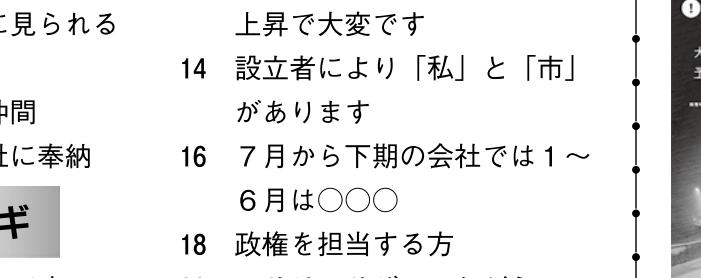 に見られる
仲間
社に奉納
ギ
上昇で大変です
14 設立者により「私」と「市」
があります
16 ７月から下期の会社では１～
６月は○○○
18 政権を担当する方